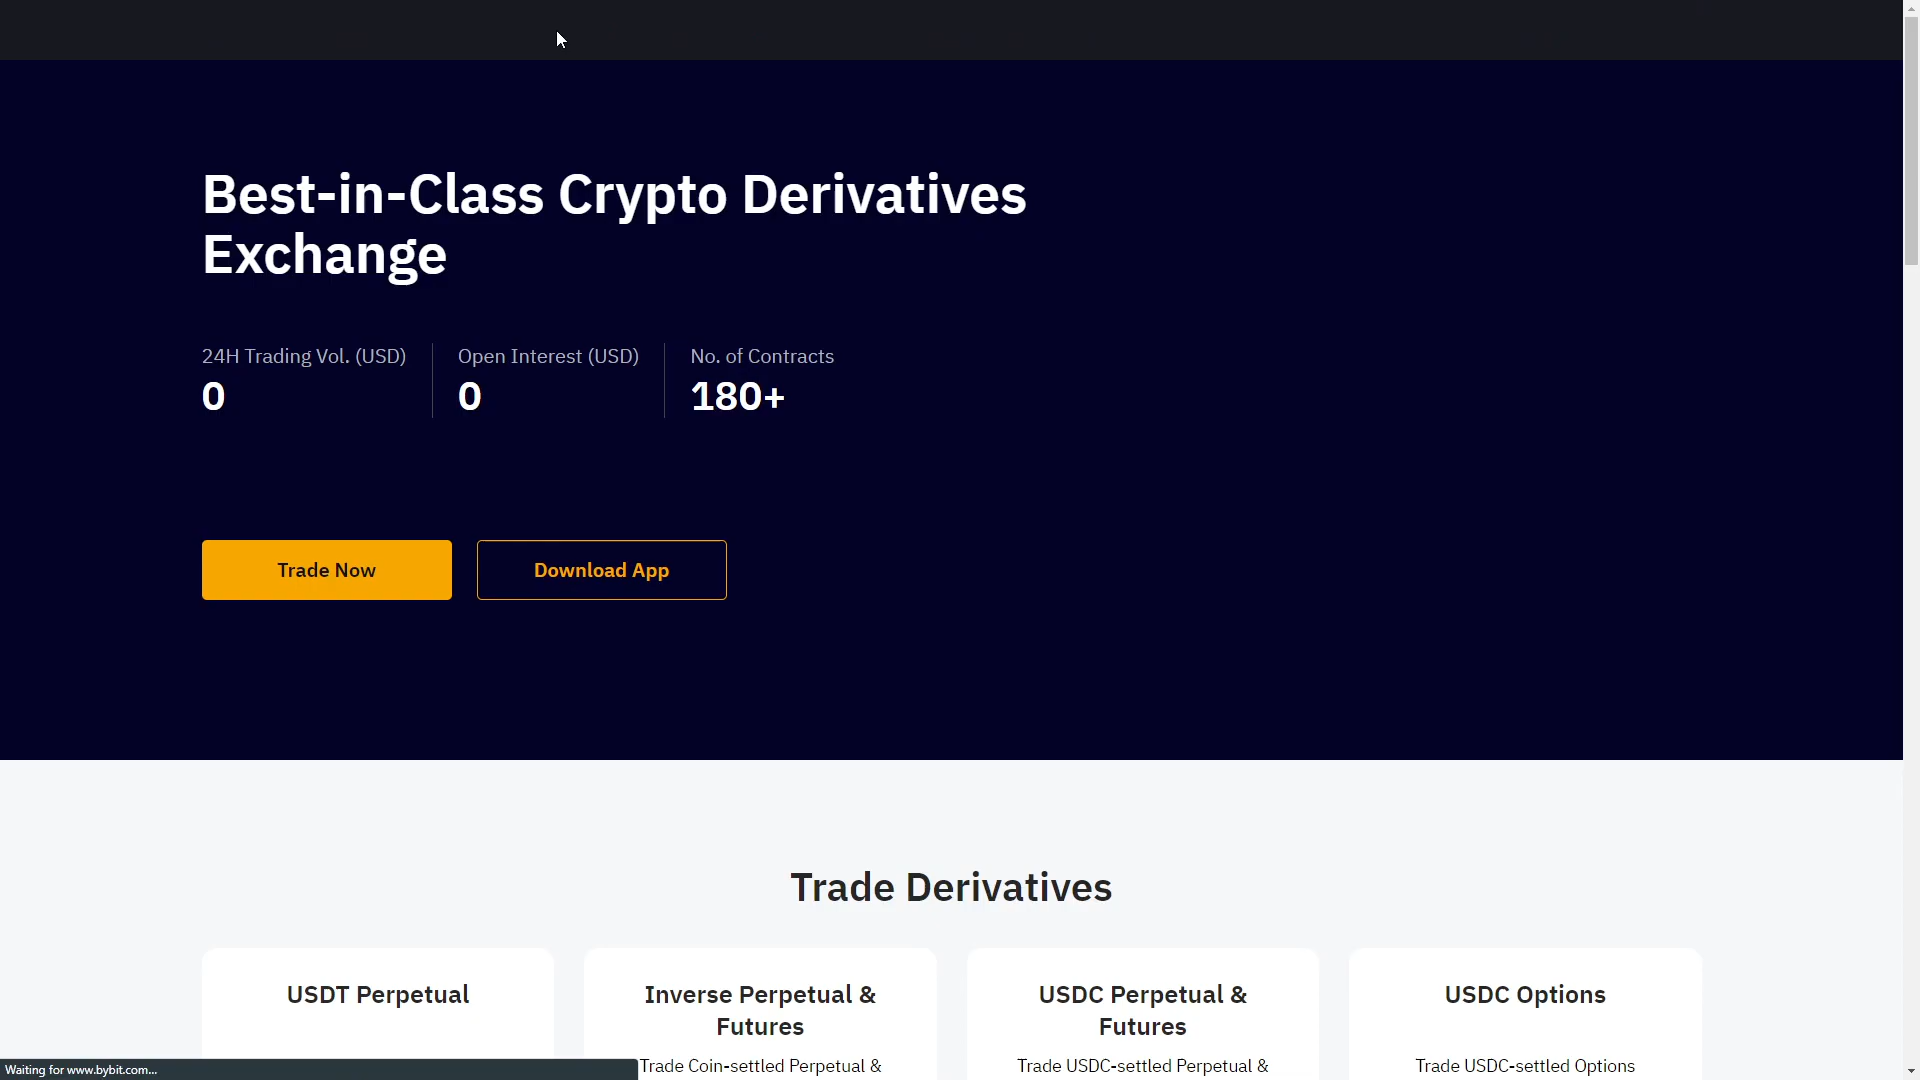 Best-in-Class Crypto Derivatives
Exchange
24H Trading Vol. (USD)
0
Open Interest (USD)
0
No. of Contracts
180+
Trade Now
Download App
Trade Derivatives
USDT Perpetual
Inverse Perpetual &
Futures
Trade Coin-settled Perpetual &
USDC Perpetual &
Futures
Trade USDC-settled Perpetual &
USDC Options
Trade USDC-settled Options
Waiting for www.bybit.com...